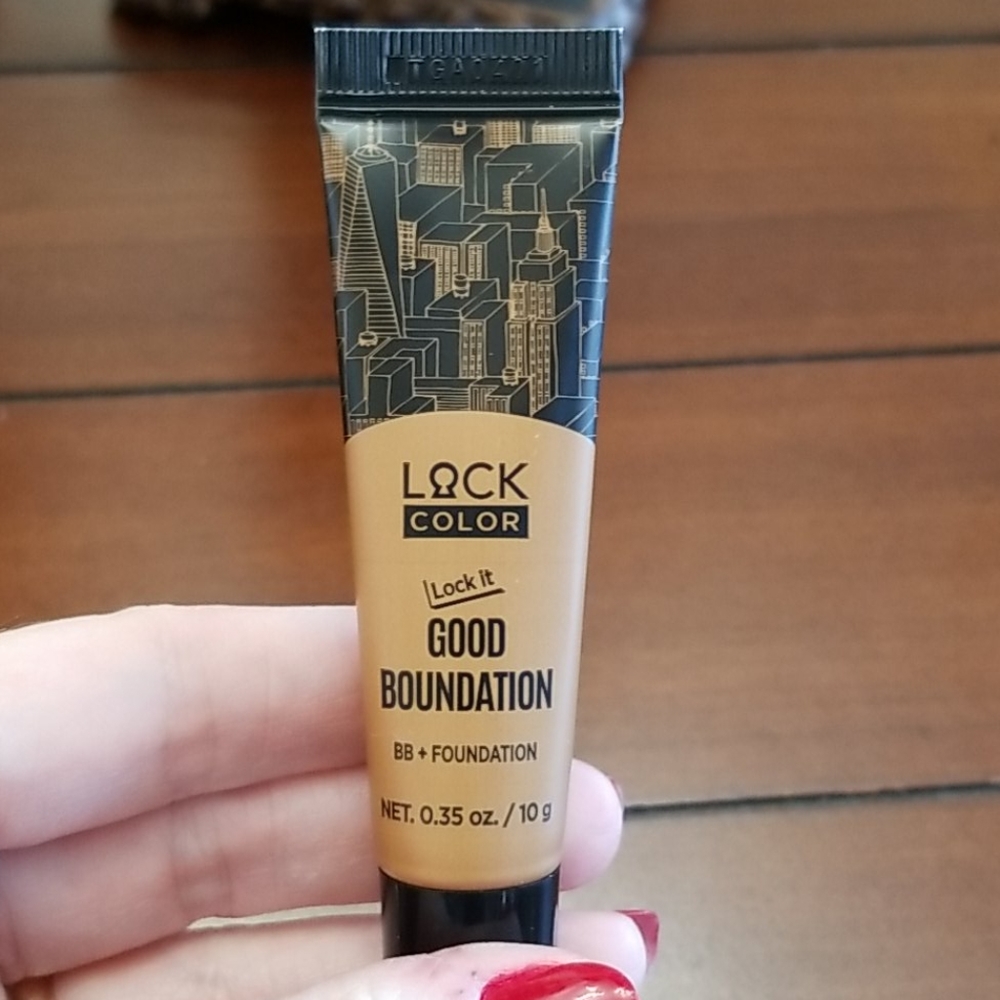 LOCK
COLOR
Lock it
GOOD
BOUNDATION
BB + FOUNDATION
NET. 0.35 oz. / 10 g